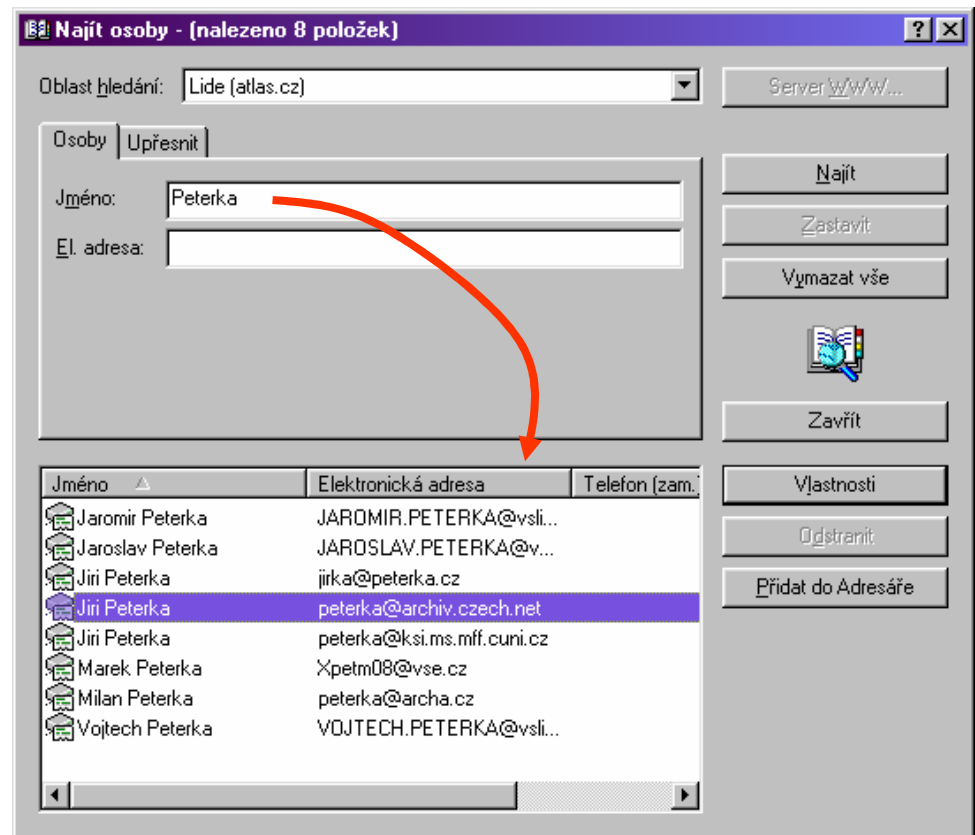 Najít osoby - (nalezeno 8 položek)
Oblast hledání: Lide (atlas.cz) Server WWW...
Osoby Upřesnit
Jméno: Peterka
El. adresa:
Najít
Zastavit
Vymazat vše
Zavřít
Jméno Elektronická adresa Telefon (zam.)
Jaromir Peterka JAROMIR.PETERKA@vsli...
Jaroslav Peterka JAROSLAV.PETERKA@v...
Jiri Peterka jirka@peterka.cz
Jiri Peterka peterka@archiv.czech.net
Jiri Peterka peterka@ksi.ms.mff.cuni.cz
Marek Peterka Xpetm08@vse.cz
Milan Peterka peterka@archa.cz
Vojtech Peterka VOJTECH.PETERKA@vsli...
Vlastnosti
Odstranit
Přidat do Adresáře